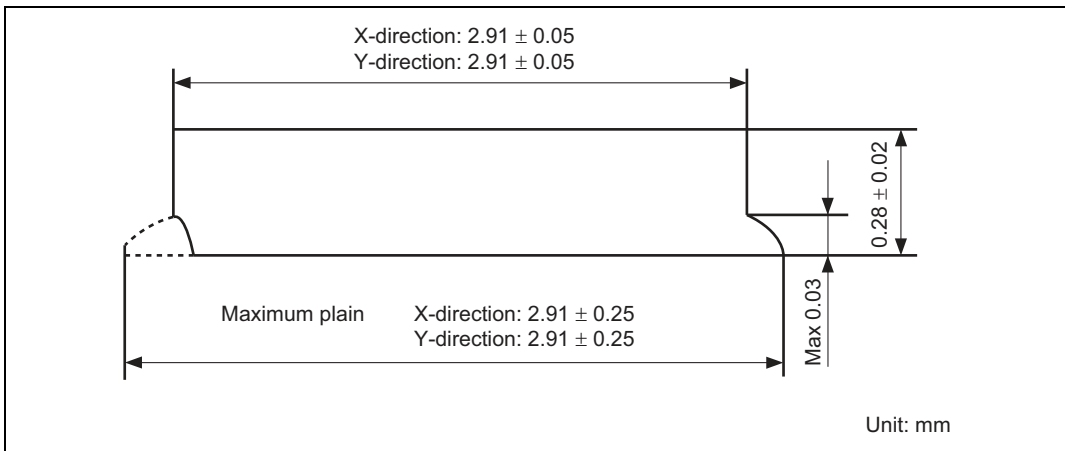 X-direction: 2.91 ± 0.05
Y-direction: 2.91 ± 0.05
0.28 ± 0.02
Max 0.03
Maximum plain X-direction: 2.91 ± 0.25
Y-direction: 2.91 ± 0.25
Unit: mm